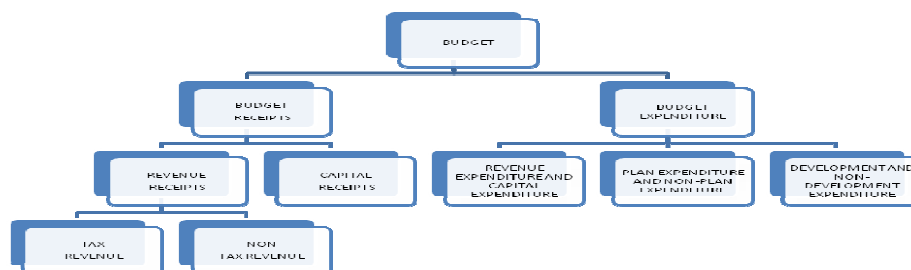 BUDGET
BUDGET
RECEIPTS
BUDGET
EXPENDITURE
REVENUE
RECEIPTS
CAPITAL
RECEIPTS
REVENUE
EXPENDITURE AND
CAPITAL
EXPENDITURE
PLAN EXPENDITURE
AND NON-PLAN
EXPENDITURE
DEVELOPMENT AND
NON-
DEVELOPMENT
EXPENDITURE
TAX
REVENUE
NON
TAX REVENUE